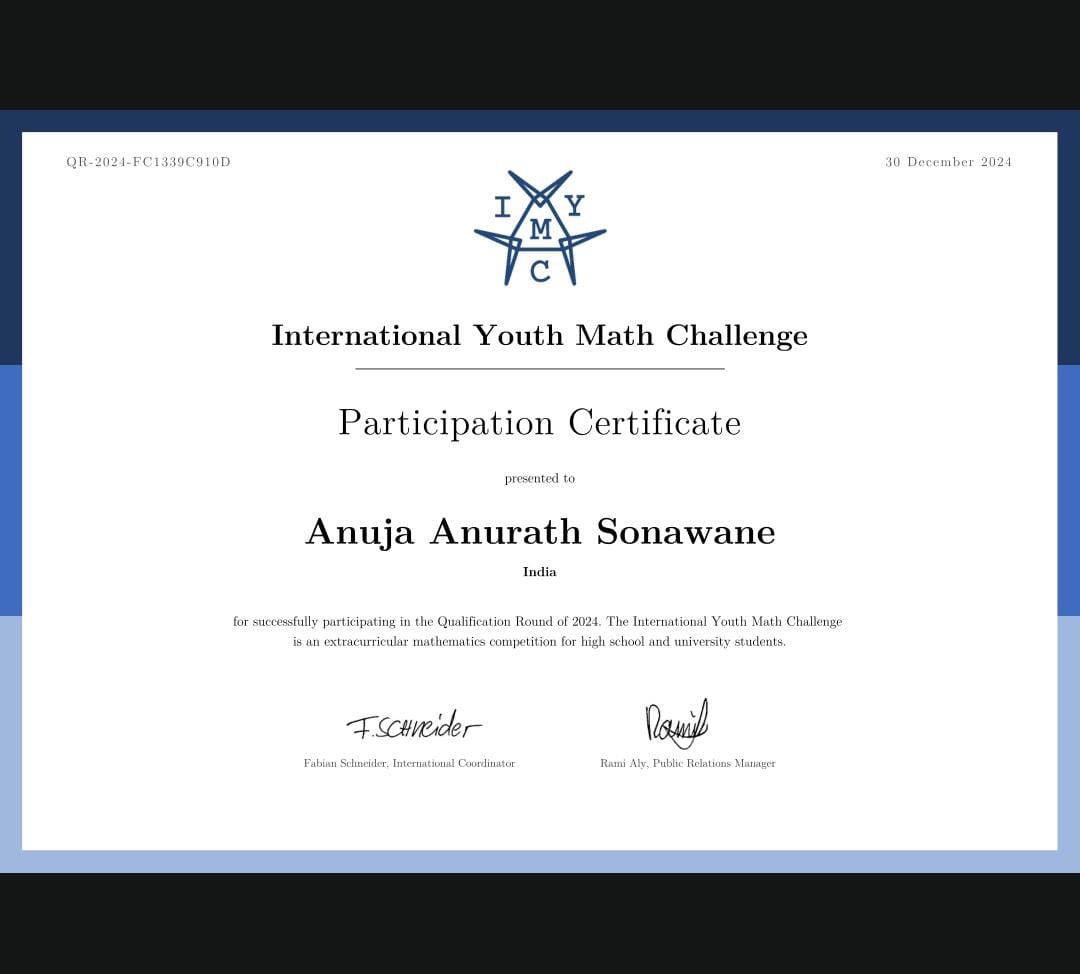 QR-2024-FC1339C910D
30 December 2024
I Y
M
C
International Youth Math Challenge
Participation Certificate
presented to
Anuja Anurath Sonawane
India
for successfully participating in the Qualification Round of 2024. The International Youth Math Challenge
is an extracurricular mathematics competition for high school and university students.
F. SCHneider
Rami
Fabian Schneider, International Coordinator
Rami Aly, Public Relations Manager